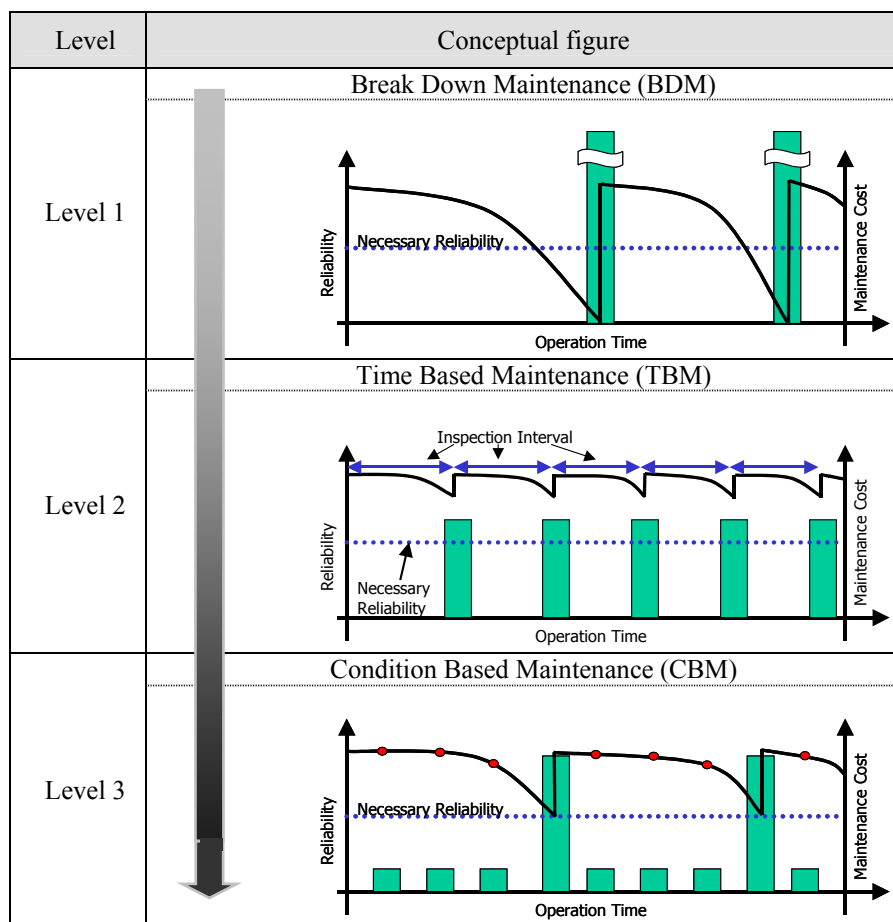 Level
Conceptual figure
Level 1
Break Down Maintenance (BDM)
Reliability
Necessary Reliability
Maintenance Cost
Operation Time
Level 2
Time Based Maintenance (TBM)
Inspection Interval
Reliability
Necessary
Reliability
Maintenance Cost
Operation Time
Level 3
Condition Based Maintenance (CBM)
Reliability
Necessary Reliability
Maintenance Cost
Operation Time